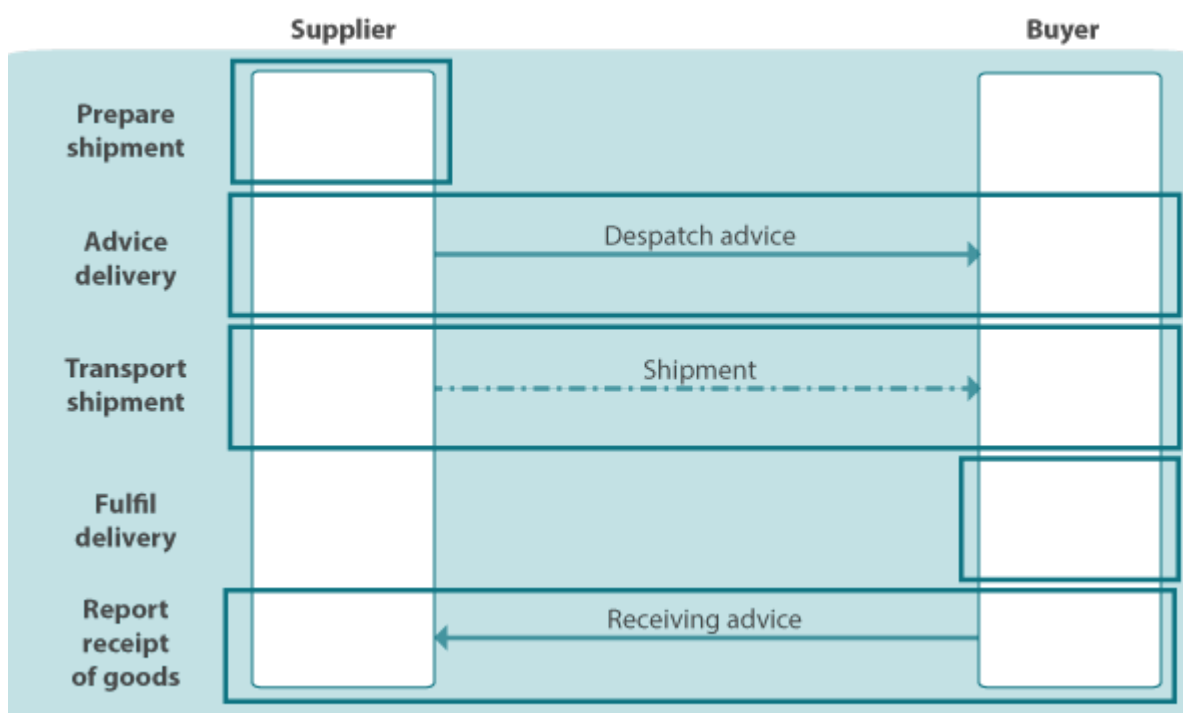 Supplier
Buyer
Prepare
shipment
Advice
delivery
Despatch advice
Transport
shipment
Shipment
Fulfil
delivery
Report
receipt
of goods
Receiving advice